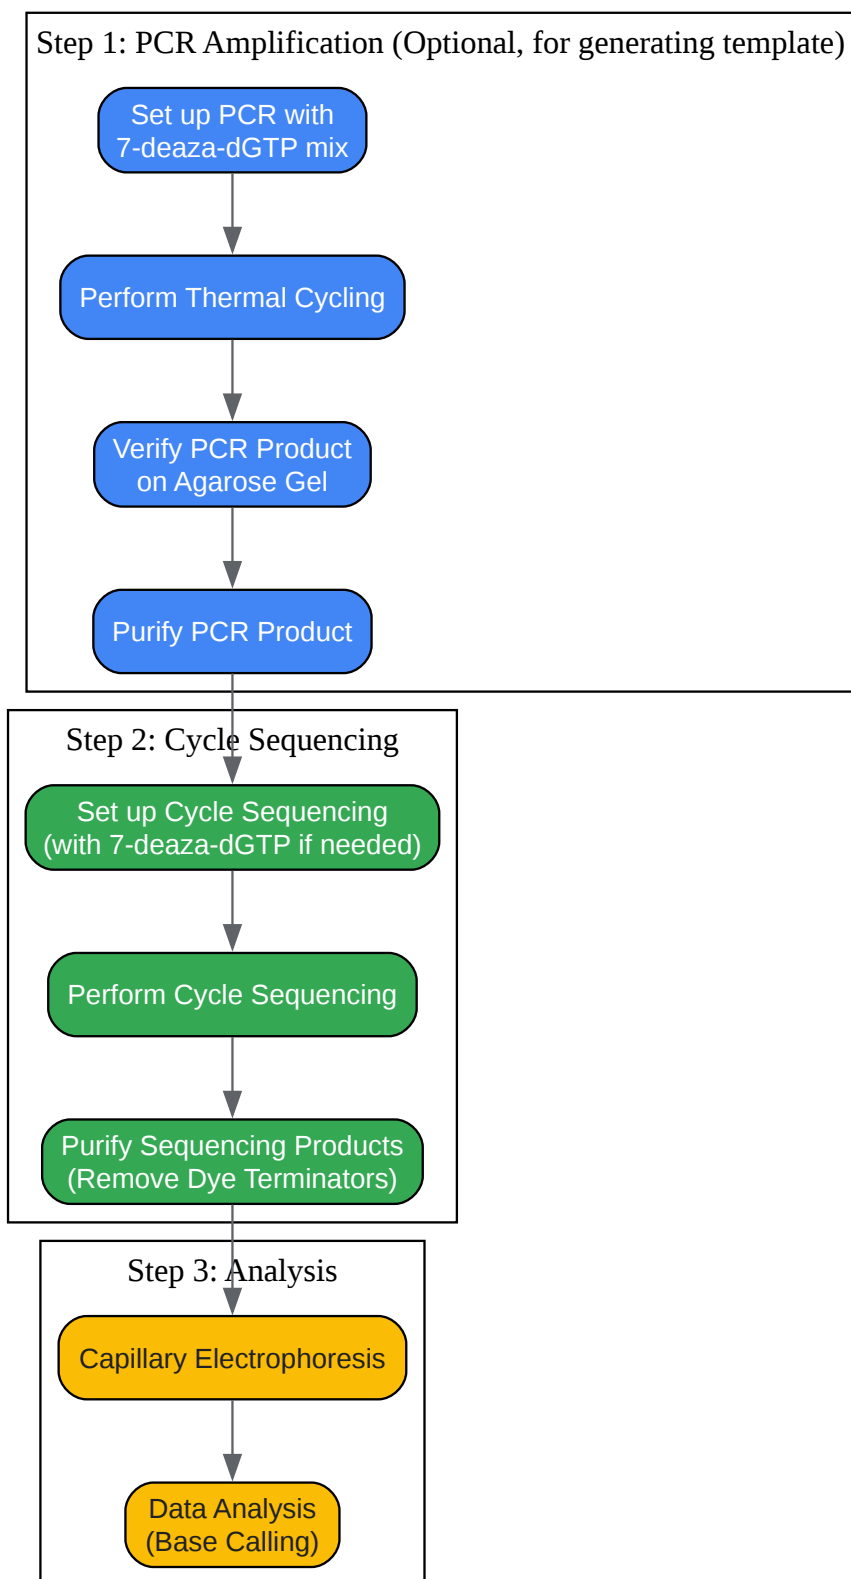 Step 1: PCR Amplification (Optional, for generating template)
Set up PCR with
7-deaza-dGTP mix
Perform Thermal Cycling
Verify PCR Product
on Agarose Gel
Purify PCR Product
Step 2: Cycle Sequencing
Set up Cycle Sequencing
(with 7-deaza-dGTP if needed)
Perform Cycle Sequencing
Purify Sequencing Products
(Remove Dye Terminators)
Step 3: Analysis
Capillary Electrophoresis
Data Analysis
(Base Calling)